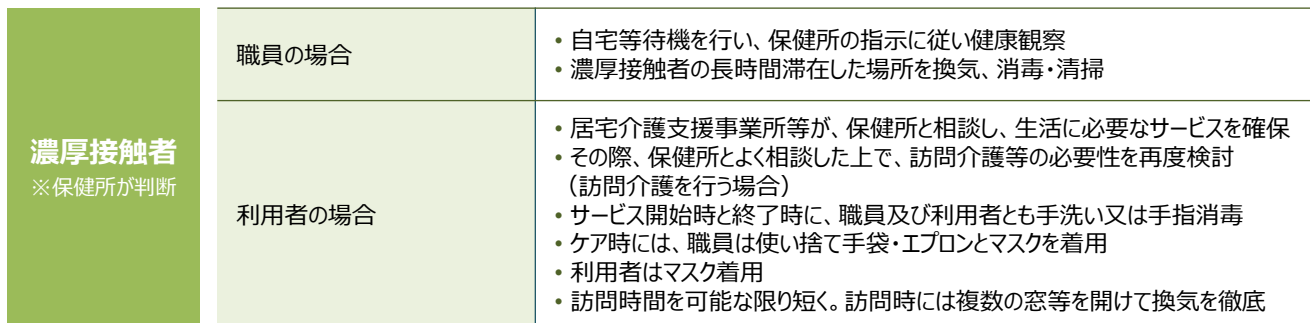 濃厚接触者
※保健所が判断
職員の場合
• 自宅等待機を行い、保健所の指示に従い健康観察
• 濃厚接触者の長時間滞在した場所を換気、消毒・清掃
利用者の場合
• 居宅介護支援事業所等が、保健所と相談し、生活に必要なサービスを確保
• その際、保健所とよく相談した上で、訪問介護等の必要性を再度検討
（訪問介護を行う場合）
• サービス開始時と終了時に、職員及び利用者とも手洗い又は手指消毒
• ケア時には、職員は使い捨て手袋・エプロンとマスクを着用
• 利用者はマスク着用
• 訪問時間を可能な限り短く。訪問時には複数の窓等を開けて換気を徹底